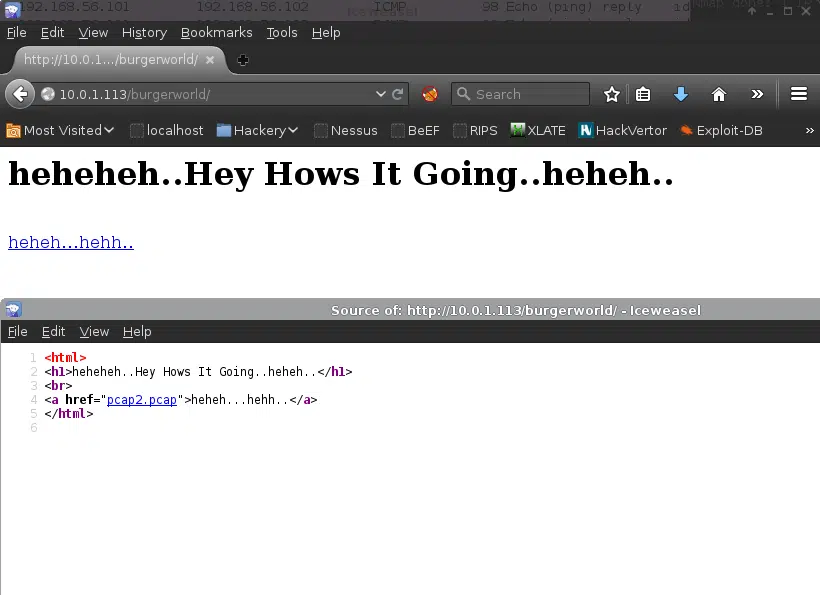 192.168.56.101 192.168.56.102 ICMP 98 Echo (ping) reply id
Iceweasel
File Edit View History Bookmarks Tools Help
http://10.0.1.../burgerworld/
10.0.1.113/burgerworld/ Search
Most Visited localhost Hackery Nessus BeEF RIPS XLATE HackVertor Exploit-DB »
heheheh..Hey Hows It Going..heheh..
heheh...hehh..
Source of: http://10.0.1.113/burgerworld/ - Iceweasel
File Edit View Help
1 <html>
2 <h1>heheheh..Hey Hows It Going..heheh..</h1>
3 <br>
4 <a href="pcap2.pcap">heheh...hehh..</a>
5 </html>
6